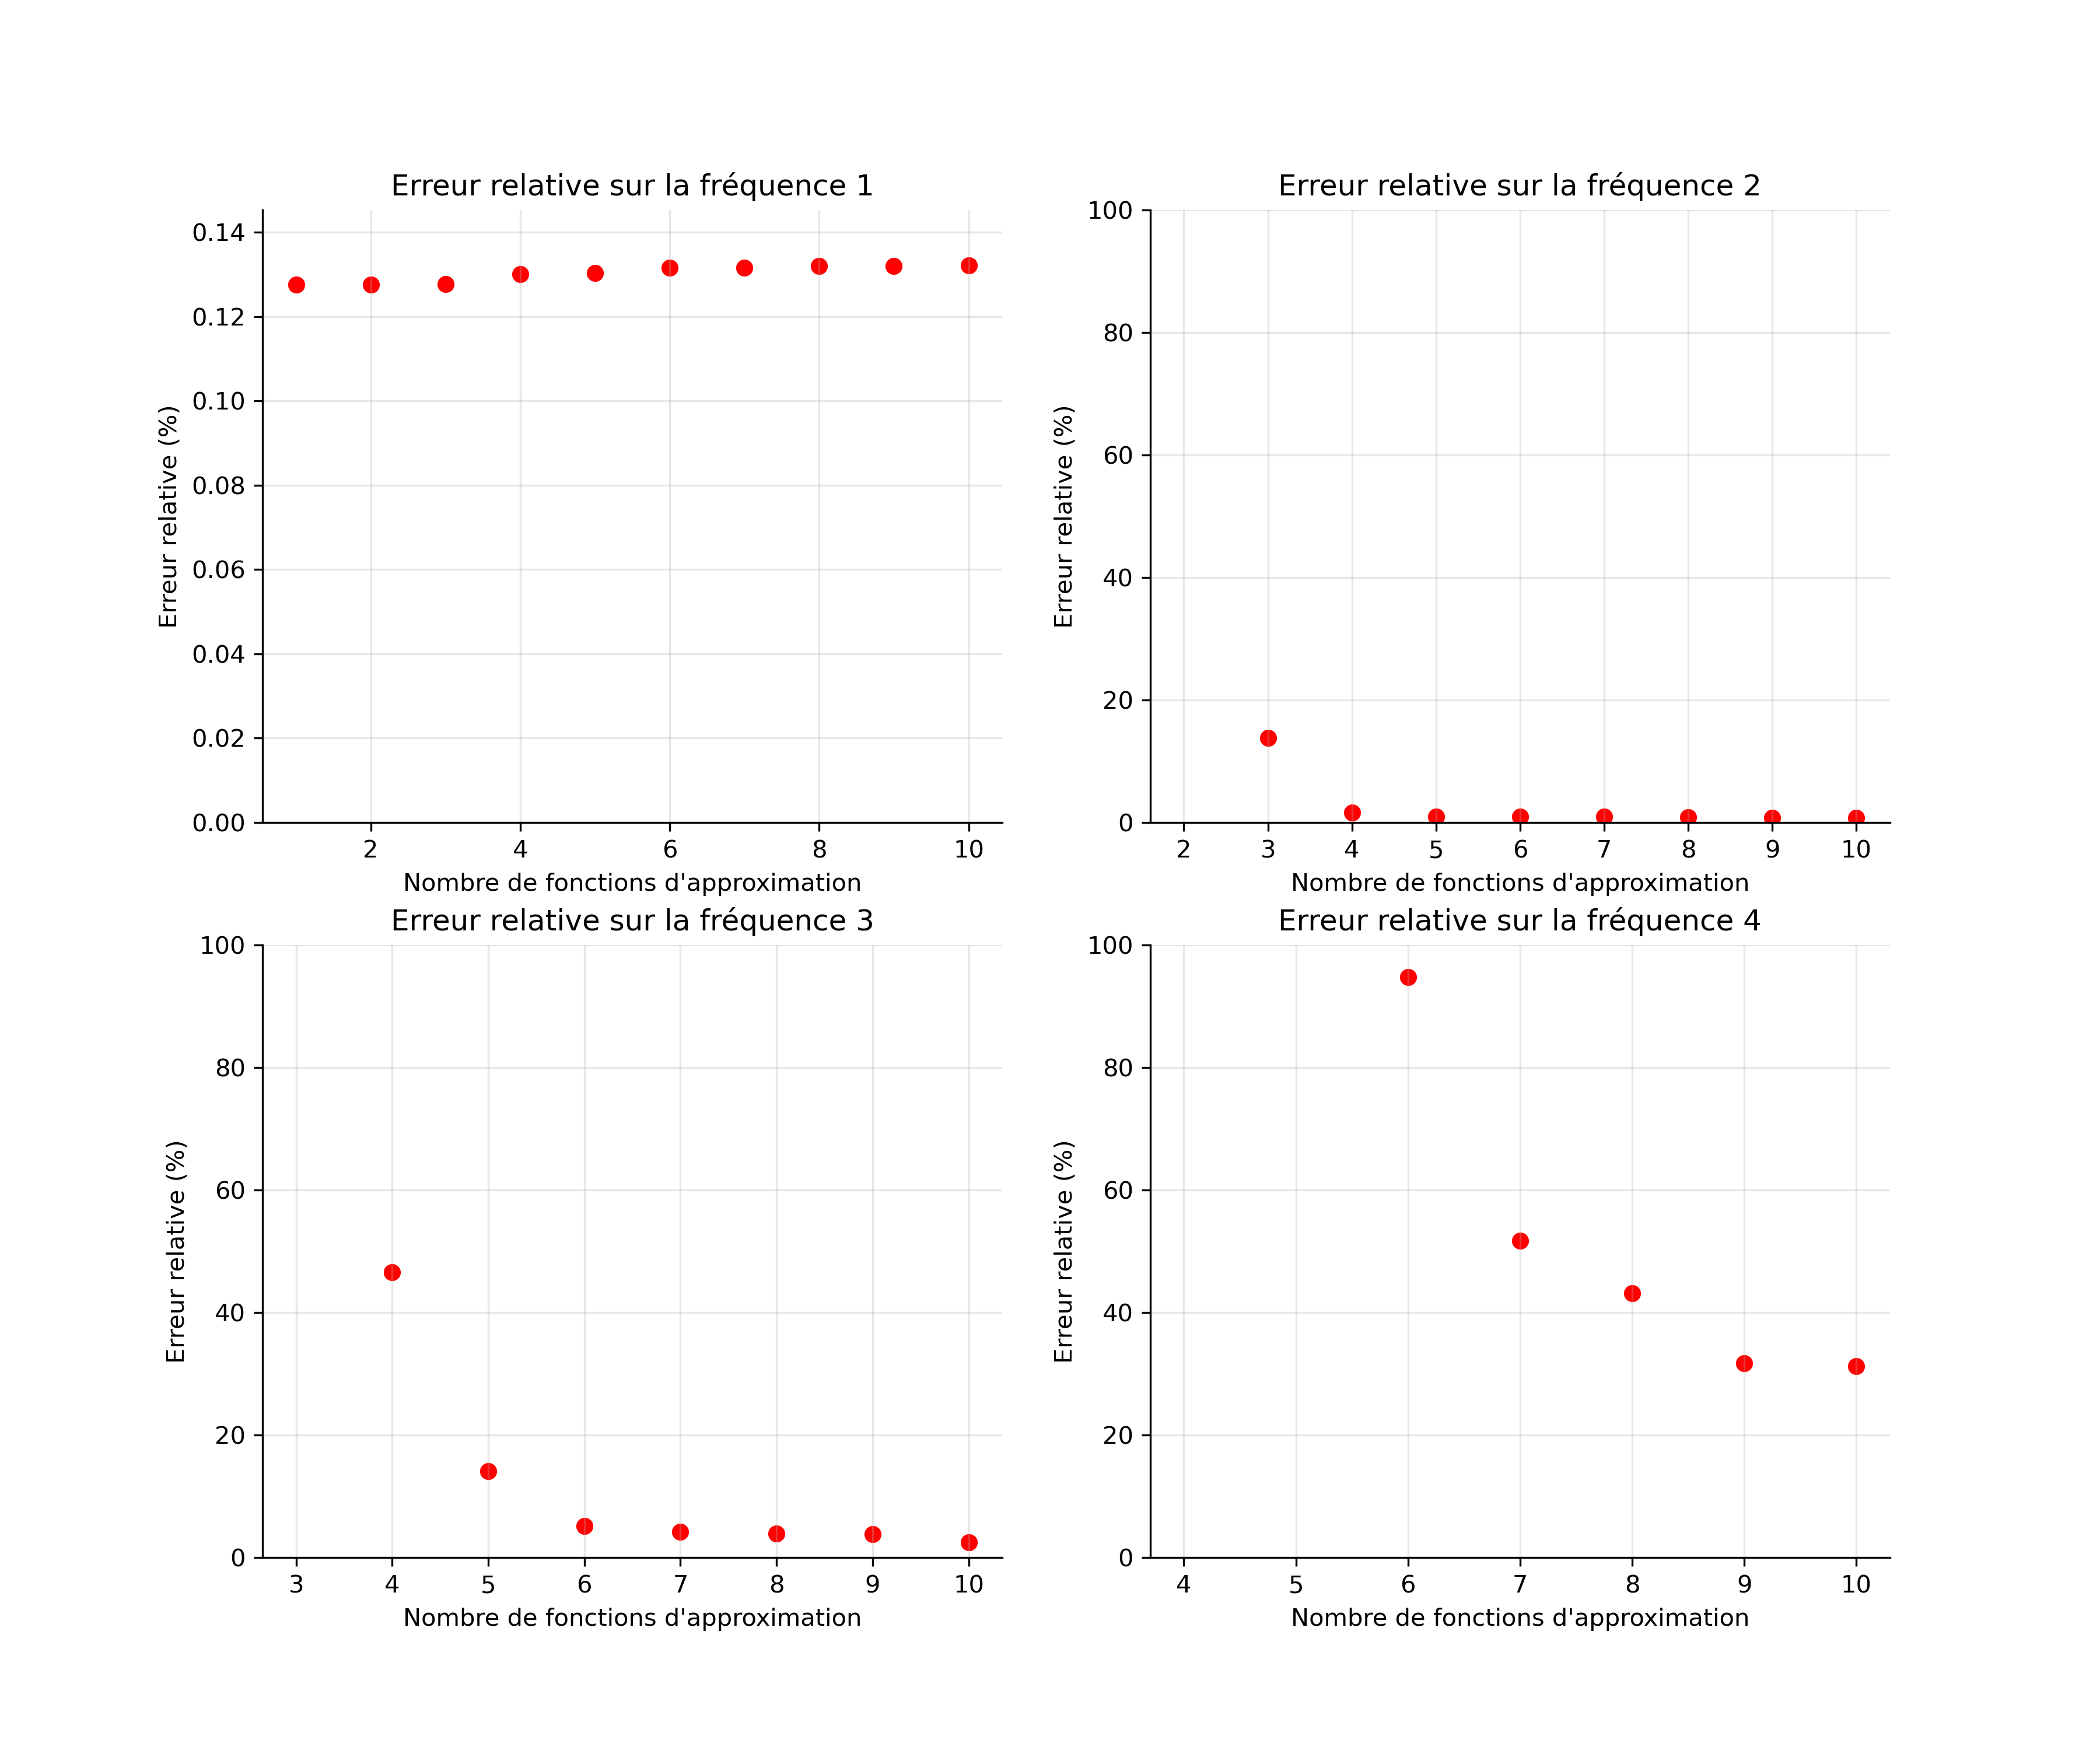 Erreur relative sur la fréquence 1
0.14
0.12
0.10
0.08
0.06
0.04
0.02
0.00
Erreur relative (%)
2 4 6 8 10
Nombre de fonctions d'approximation
Erreur relative sur la fréquence 2
100
80
60
40
20
0
Erreur relative (%)
2 3 4 5 6 7 8 9 10
Nombre de fonctions d'approximation
Erreur relative sur la fréquence 3
100
80
60
40
20
0
Erreur relative (%)
3 4 5 6 7 8 9 10
Nombre de fonctions d'approximation
Erreur relative sur la fréquence 4
100
80
60
40
20
0
Erreur relative (%)
4 5 6 7 8 9 10
Nombre de fonctions d'approximation